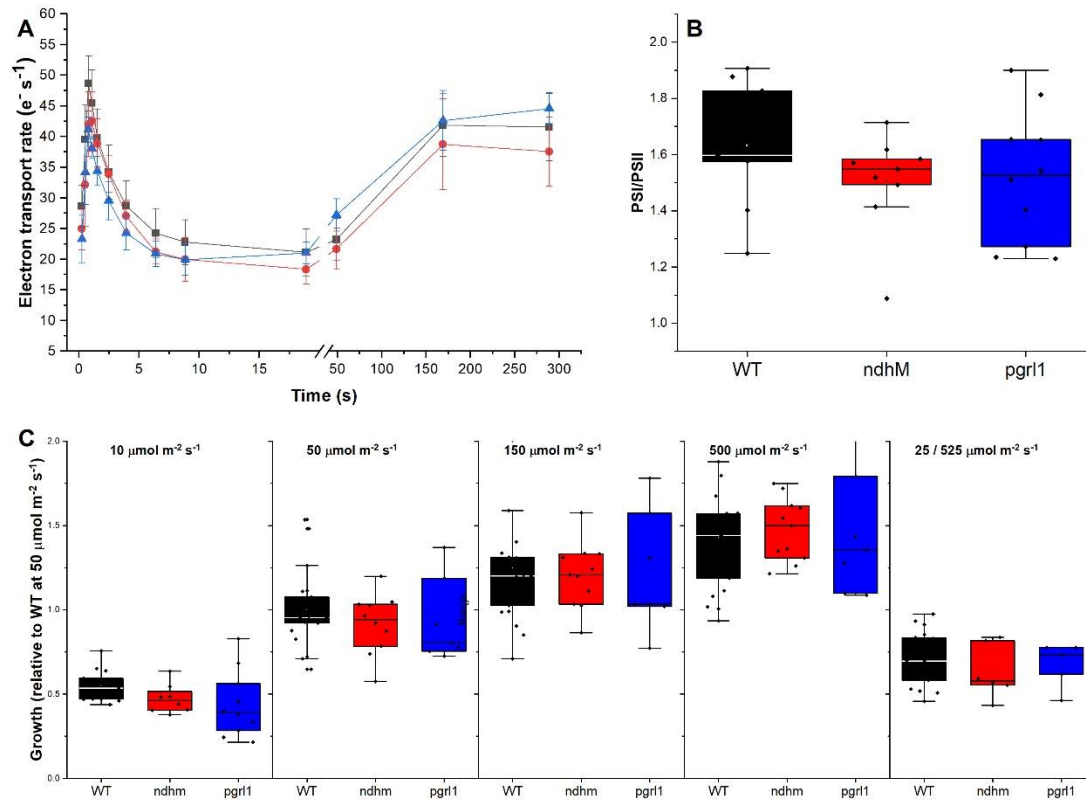 A
Electron transport rate (e⁻ s⁻¹)
60
55
50
45
40
35
30
25
20
15
10
5
0 5 10 15 20 50 100 150 200 250 300
Time (s)
B
PSI/PSII
2.0
1.8
1.6
1.4
1.2
1.0
WT ndhM pgrl1
C
Growth (relative to WT at 50 μmol m⁻² s⁻¹)
2.0
1.5
1.0
0.5
0.0
10 μmol m⁻² s⁻¹ 50 μmol m⁻² s⁻¹ 150 μmol m⁻² s⁻¹ 500 μmol m⁻² s⁻¹ 25 / 525 μmol m⁻² s⁻¹
WT ndhm pgrl1 WT ndhm pgrl1 WT ndhm pgrl1 WT ndhm pgrl1 WT ndhm pgrl1